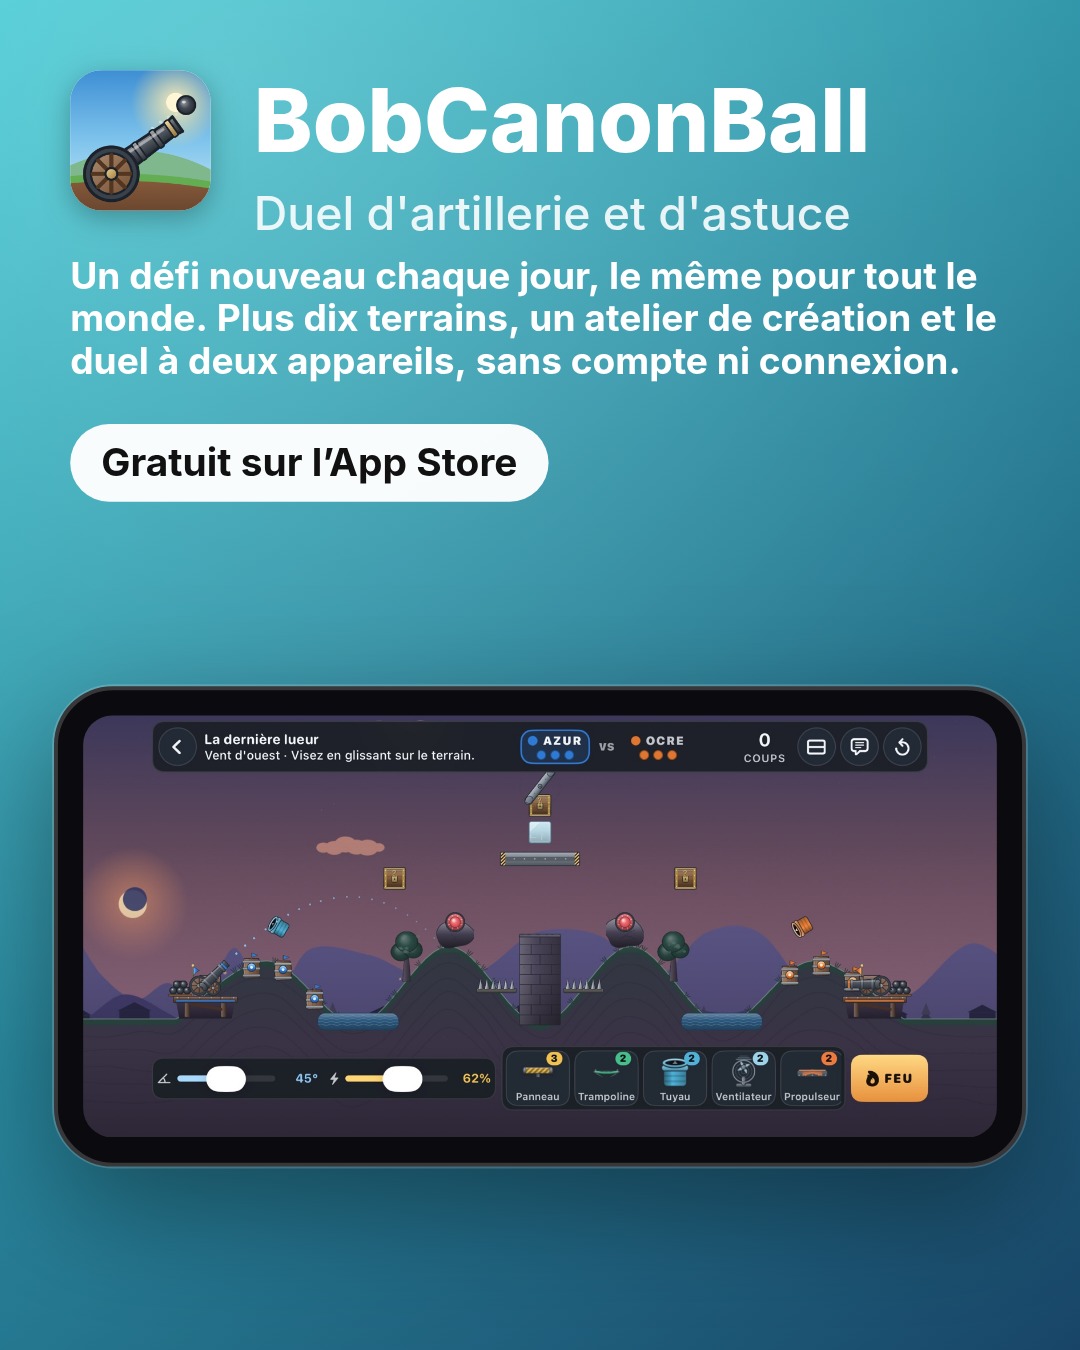 BobCanonBall
Duel d'artillerie et d'astuce
Un défi nouveau chaque jour, le même pour tout le
monde. Plus dix terrains, un atelier de création et le
duel à deux appareils, sans compte ni connexion.
Gratuit sur l’App Store
La dernière lueur
Vent d'ouest · Visez en glissant sur le terrain.
AZUR
VS
OCRE
0
COUPS
45°
62%
3
Panneau
2
Trampoline
2
Tuyau
2
Ventilateur
2
Propulseur
FEU